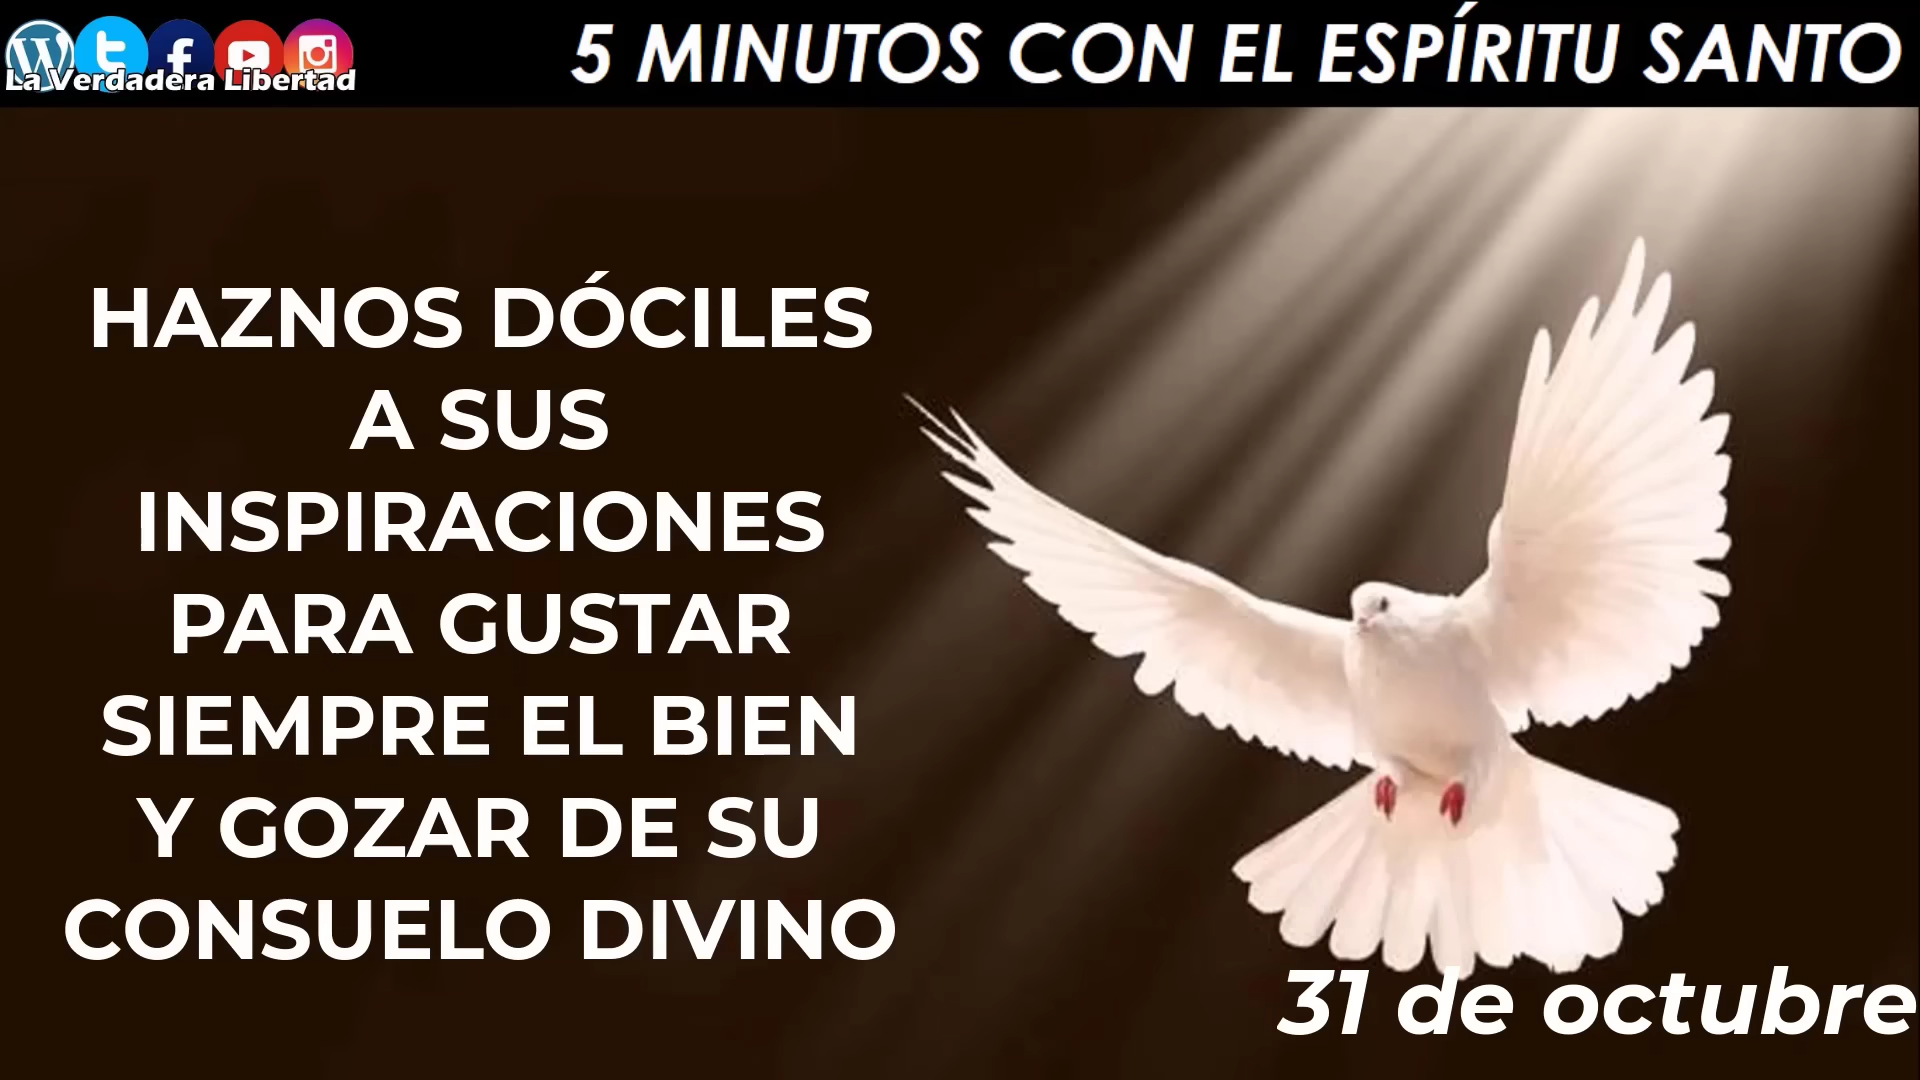 La Verdadera Libertad
5 MINUTOS CON EL ESPÍRITU SANTO
HAZNOS DÓCILES
A SUS
INSPIRACIONES
PARA GUSTAR
SIEMPRE EL BIEN
Y GOZAR DE SU
CONSUELO DIVINO
31 de octubre